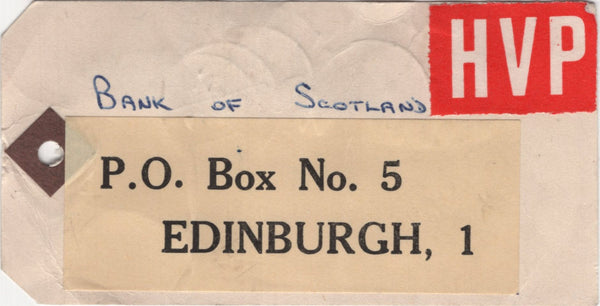 HVP
BANK OF SCOTLAND
P.O. Box No. 5
EDINBURGH, 1